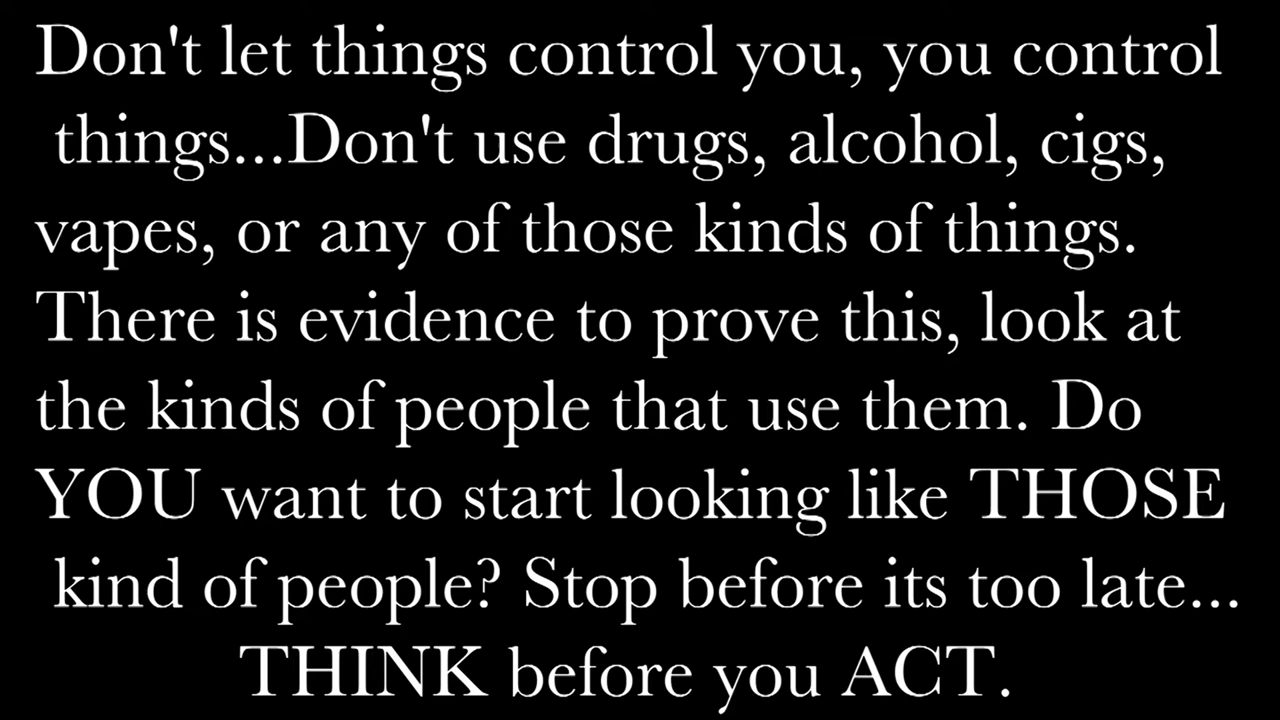 Don't let things control you, you control
things...Don't use drugs, alcohol, cigs,
vapes, or any of those kinds of things.
There is evidence to prove this, look at
the kinds of people that use them. Do
YOU want to start looking like THOSE
kind of people? Stop before its too late...
THINK before you ACT.